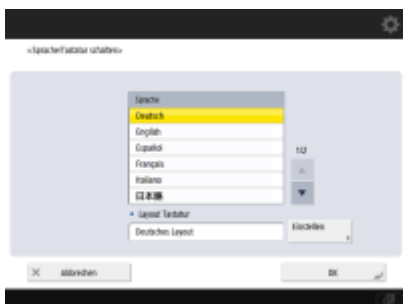 <Sprache/Tastatur schalten>
Sprache
Deutsch
English
Español
Français
Italiano
日本語
1/2
Layout Tastatur
Deutsches Layout
Einstellen
Abbrechen
OK